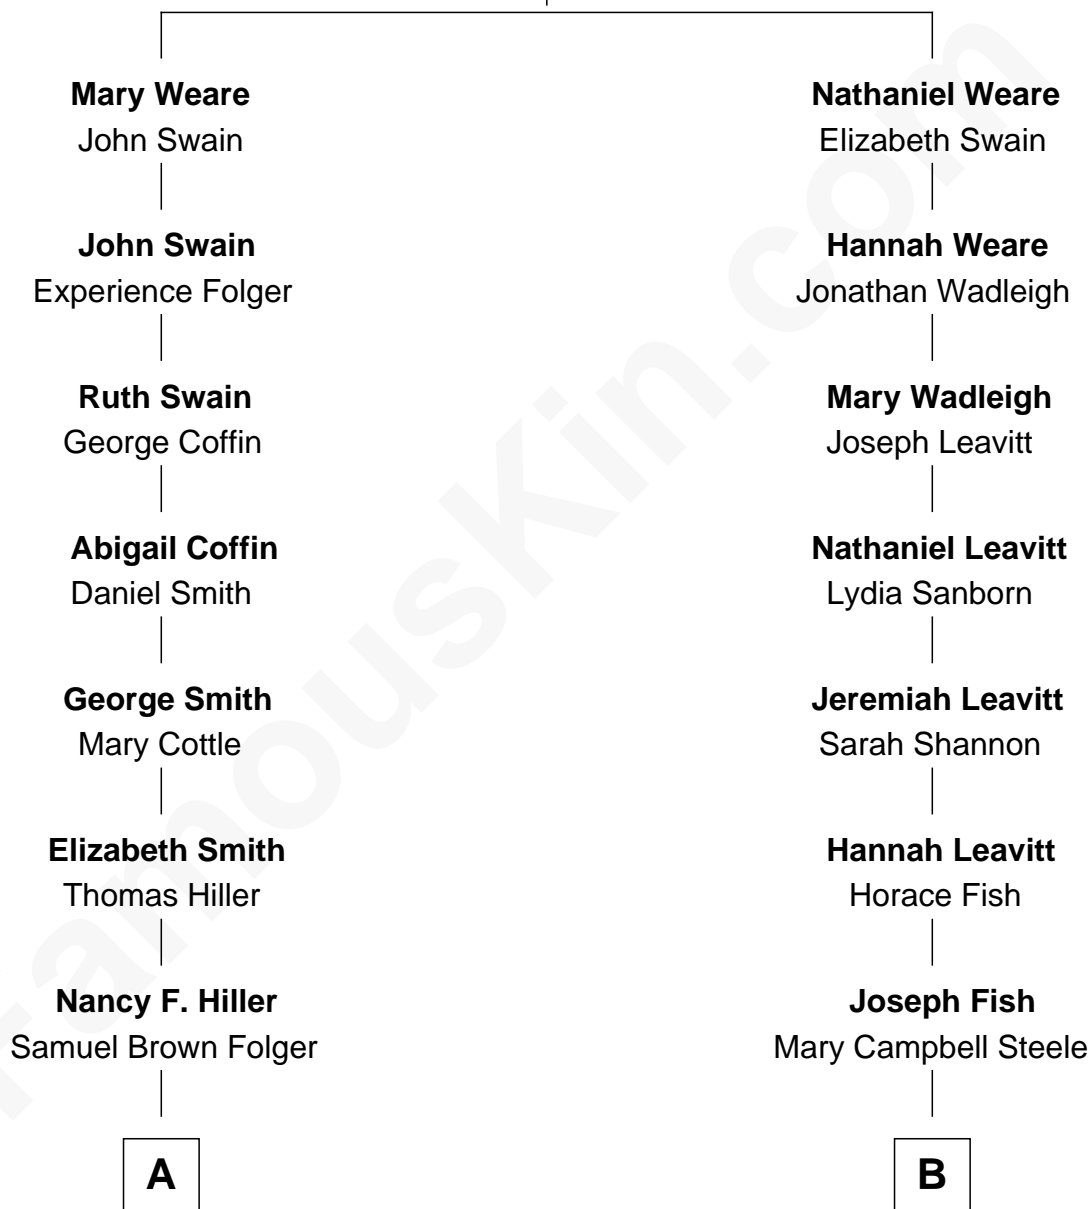 Mary Weare
John Swain
John Swain
Experience Folger
Ruth Swain
George Coffin
Abigail Coffin
Daniel Smith
George Smith
Mary Cottle
Elizabeth Smith
Thomas Hiller
Nancy F. Hiller
Samuel Brown Folger
A
Nathaniel Weare
Elizabeth Swain
Hannah Weare
Jonathan Wadleigh
Mary Wadleigh
Joseph Leavitt
Nathaniel Leavitt
Lydia Sanborn
Jeremiah Leavitt
Sarah Shannon
Hannah Leavitt
Horace Fish
Joseph Fish
Mary Campbell Steele
B
FamousKin.com